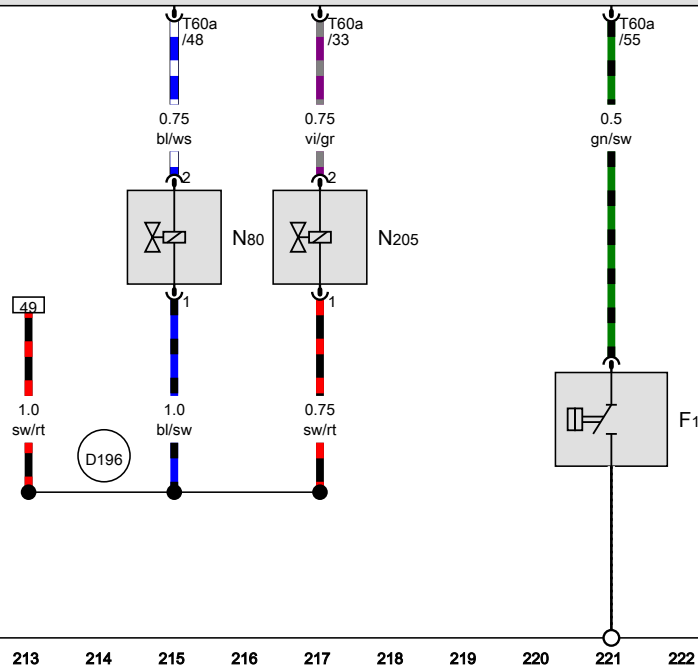 T60a
/48
T60a
/33
T60a
/55
0.75
bl/ws
0.75
vi/gr
0.5
gn/sw
2
2
N80
N205
1
1
49
1.0
sw/rt
D196
1.0
bl/sw
0.75
sw/rt
F1
213 214 215 216 217 218 219 220 221 222